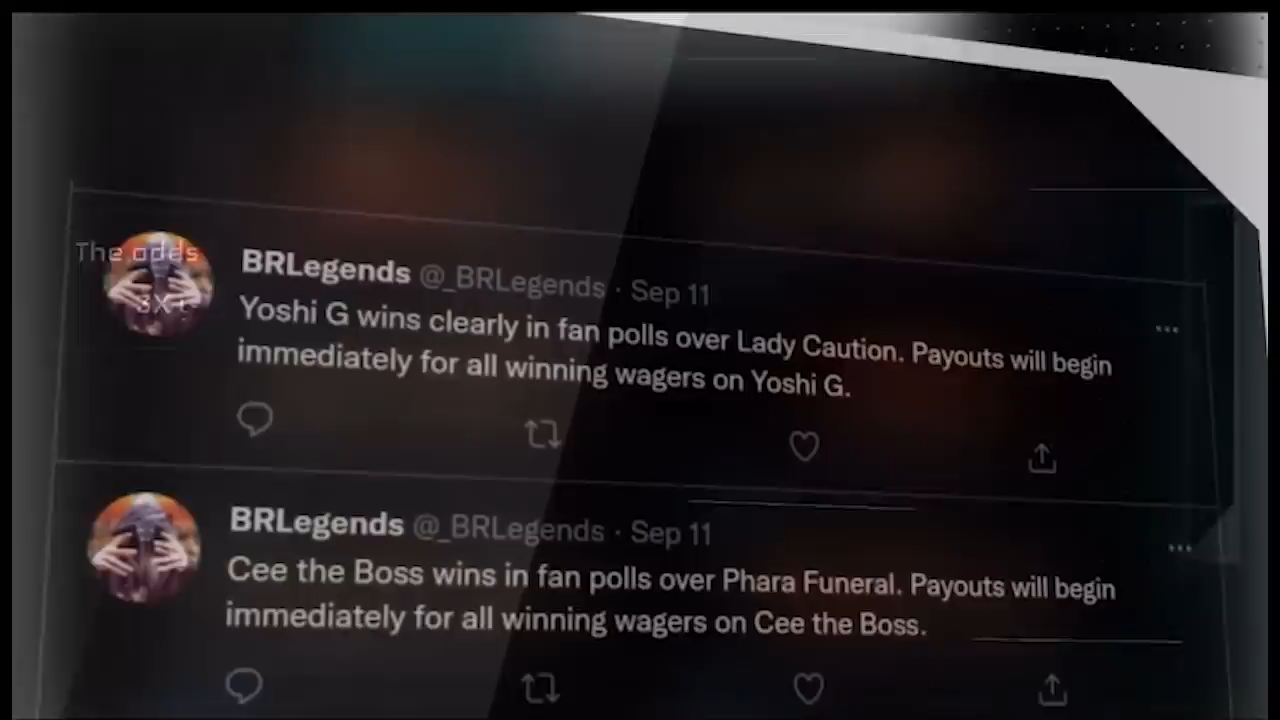 The odds
BRLegends @_BRLegends · Sep 11
Yoshi G wins clearly in fan polls over Lady Caution. Payouts will begin
immediately for all winning wagers on Yoshi G.
BRLegends @_BRLegends · Sep 11
Cee the Boss wins in fan polls over Phara Funeral. Payouts will begin
immediately for all winning wagers on Cee the Boss.